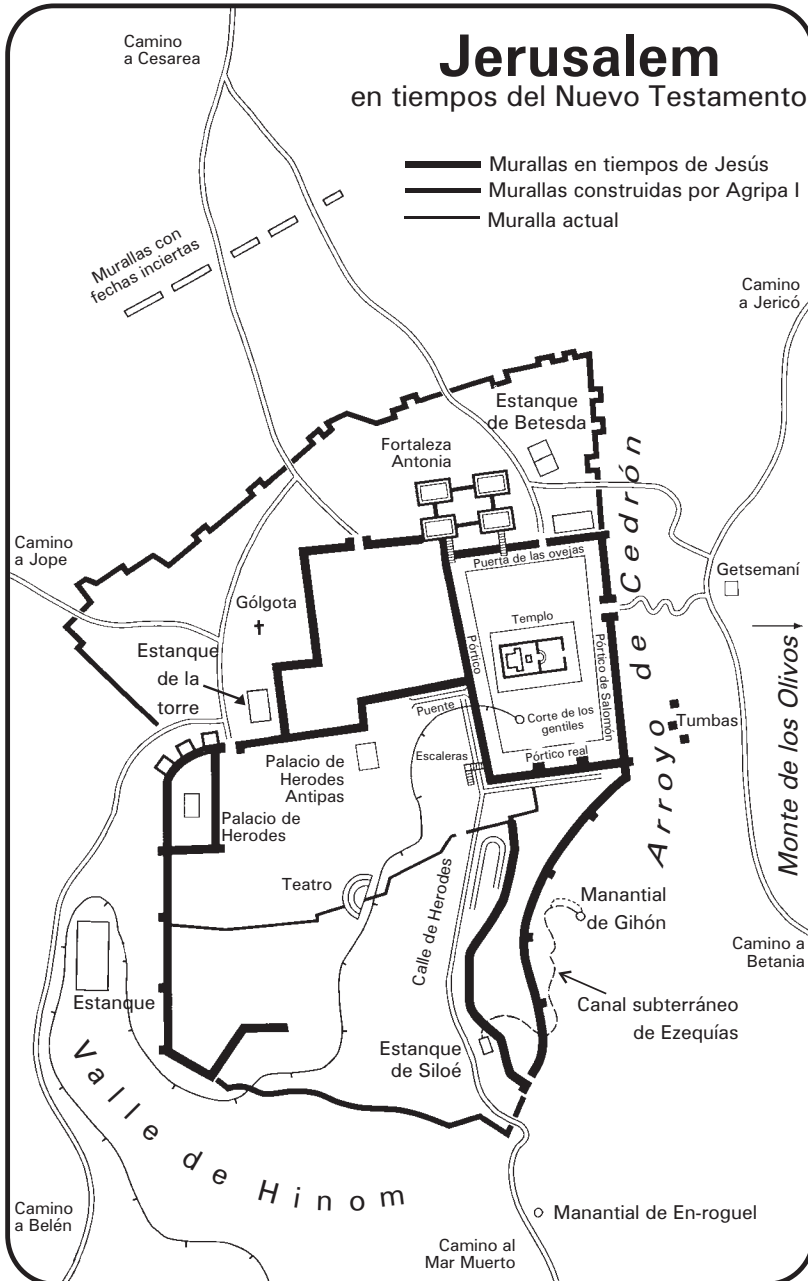 Jerusalem
en tiempos del Nuevo Testamento
Murallas en tiempos de Jesús
Murallas construidas por Agripa I
Muralla actual
Camino
a Cesarea
Murallas con
fechas inciertas
Camino
a Jericó
Estanque
de Betesda
Fortaleza
Antonia
Camino
a Jope
Puerta de las ovejas
Getsemaní
Gólgota
Templo
Pórtico
Pórtico de Salomón
Arroyo de Cedrón
Monte de los Olivos
Estanque
de la
torre
Puente
Corte de los
gentiles
Tumbas
Escaleras
Pórtico real
Palacio de
Herodes
Antipas
Palacio de
Herodes
Teatro
Calle de Herodes
Manantial
de Gihón
Camino a
Betania
Estanque
Canal subterráneo
de Ezequías
Estanque
de Siloé
Valle de Hinom
Camino
a Belén
Manantial de En-roguel
Camino al
Mar Muerto